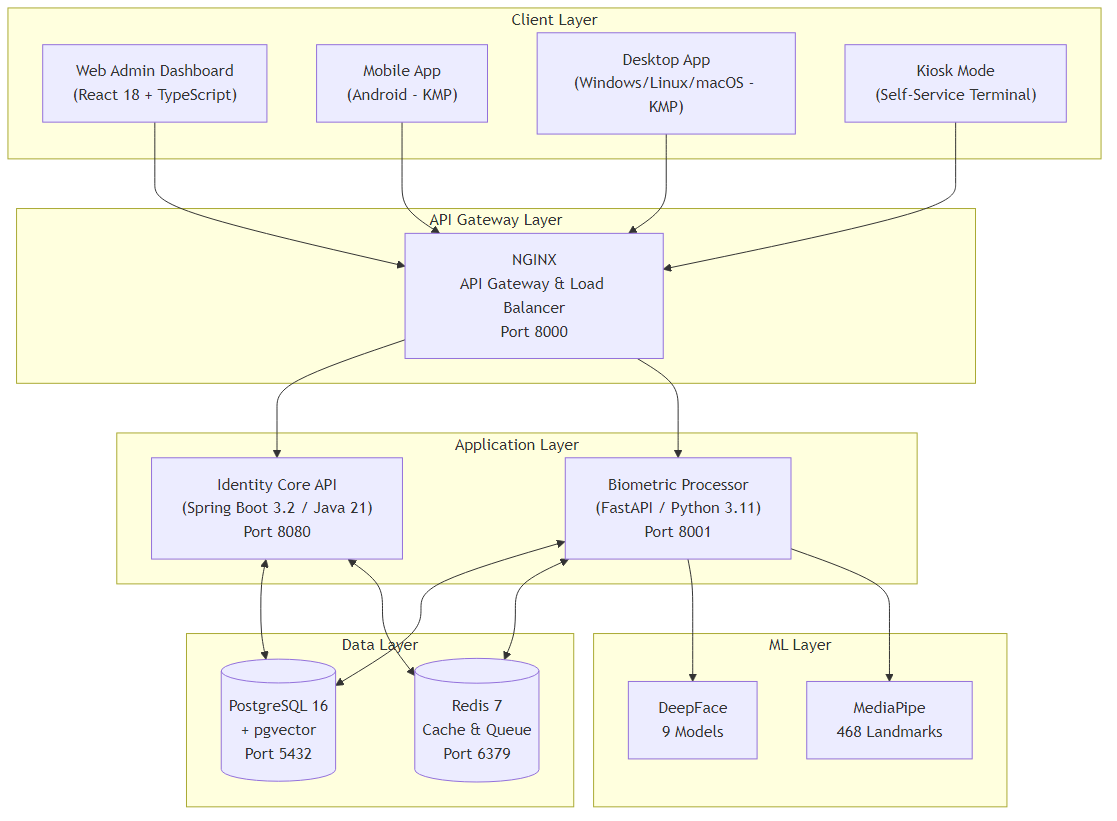 Client Layer
Web Admin Dashboard
(React 18 + TypeScript)
Mobile App
(Android - KMP)
Desktop App
(Windows/Linux/macOS -
KMP)
Kiosk Mode
(Self-Service Terminal)
API Gateway Layer
NGINX
API Gateway & Load
Balancer
Port 8000
Application Layer
Identity Core API
(Spring Boot 3.2 / Java 21)
Port 8080
Biometric Processor
(FastAPI / Python 3.11)
Port 8001
Data Layer
PostgreSQL 16
+ pgvector
Port 5432
Redis 7
Cache & Queue
Port 6379
ML Layer
DeepFace
9 Models
MediaPipe
468 Landmarks